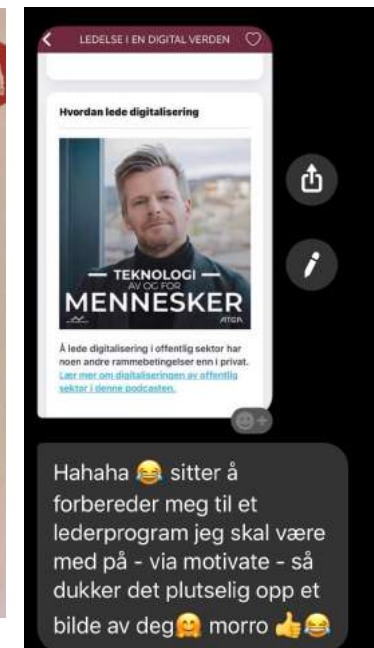 LEDELSE I EN DIGITAL VERDEN
Hvordan lede digitalisering
TEKNOLOGI
AV OG FOR
MENNESKER
ATEA
Å lede digitalisering i offentlig sektor har
noen andre rammebetingelser enn i privat.
Lær mer om digitaliseringen av offentlig
sektor i denne podcasten.
Hahaha 😂 sitter å
forbereder meg til et
lederprogram jeg skal være
med på - via motivate - så
dukker det plutselig opp et
bilde av deg🤗 morro 👍😂